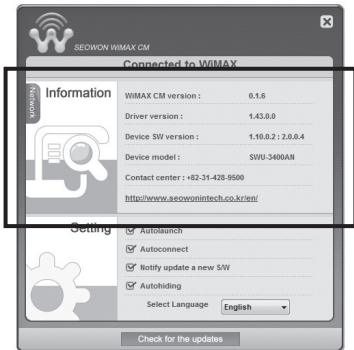 SEOWON WiMAX CM
Connected to WiMAX
Network
Information
WiMAX CM version : 0.1.6
Driver version : 1.43.0.0
Device SW version : 1.10.0.2 : 2.0.0.4
Device model : SWU-3400AN
Contact center : +82-31-428-9500
http://www.seowonintech.co.kr/en/
Setting
Autolaunch
Autoconnect
Notify update a new S/W
Autohiding
Select Language English
Check for the updates